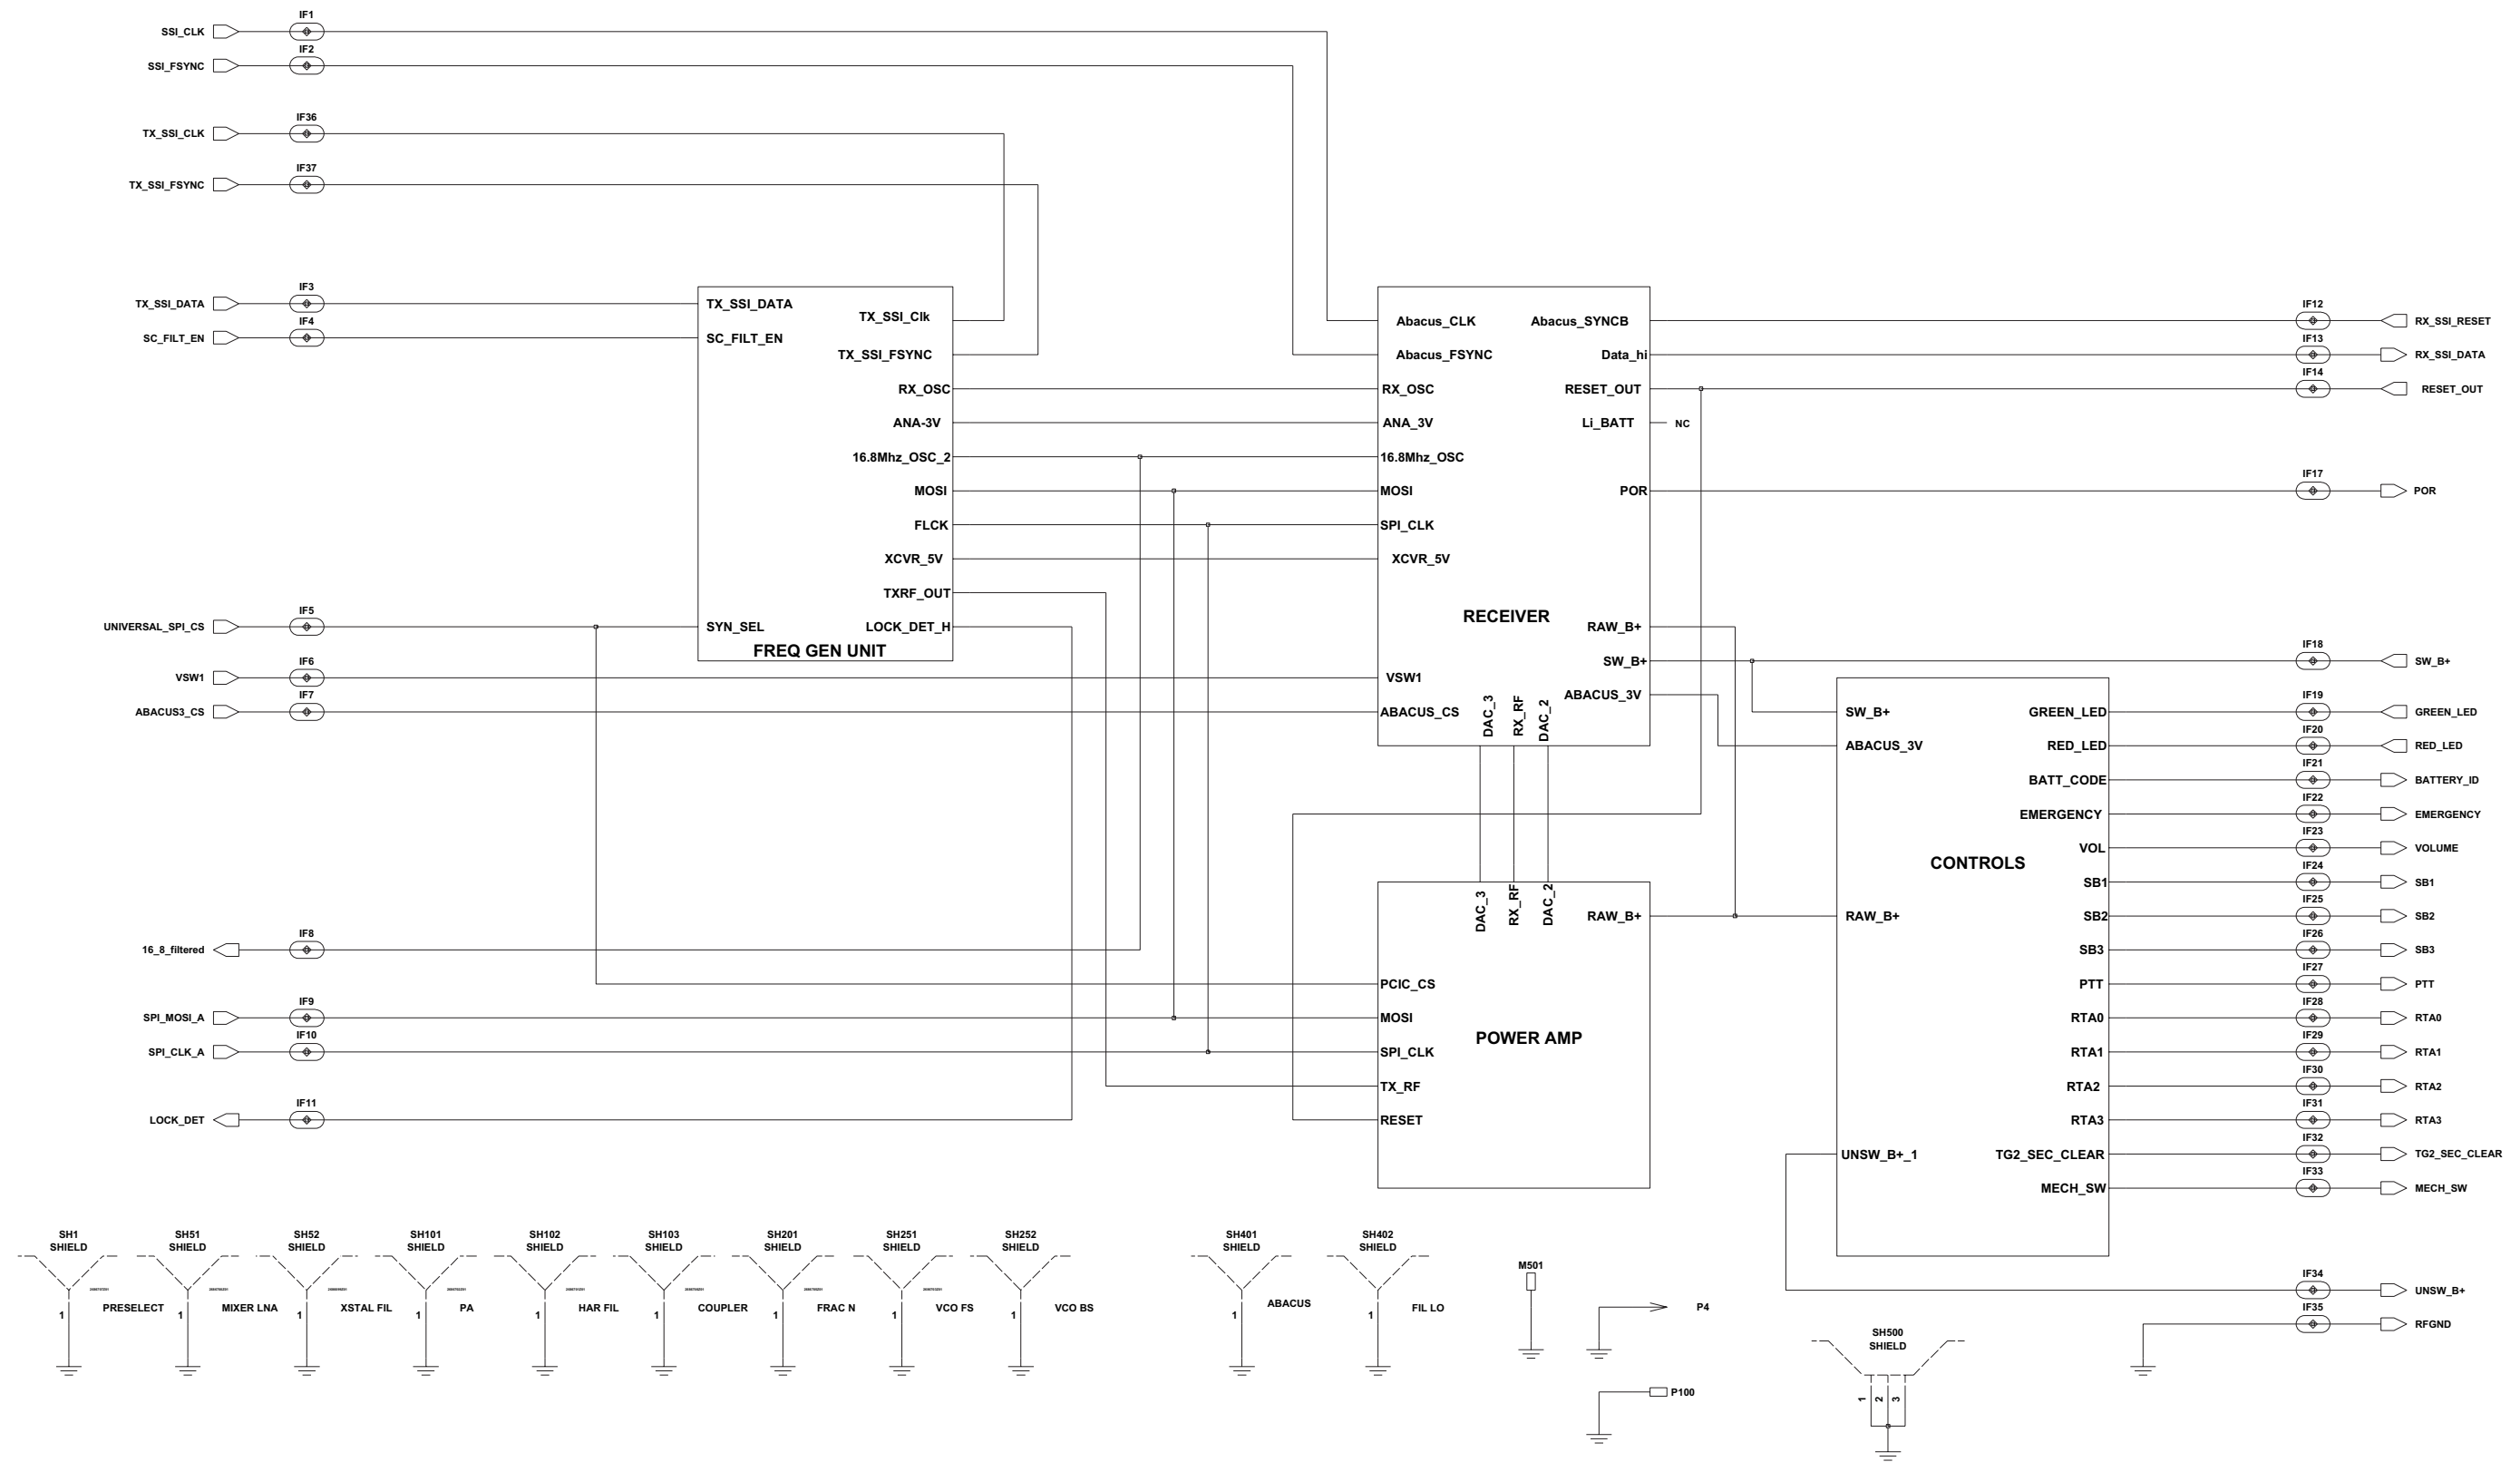 IF1
SSI_CLK
IF2
SSI_FSYNC
IF36
TX_SSI_CLK
IF37
TX_SSI_FSYNC
IF3
TX_SSI_DATA
IF4
SC_FILT_EN
IF5
UNIVERSAL_SPI_CS
IF6
VSW1
IF7
ABACUS3_CS
IF8
16_8_filtered
IF9
SPI_MOSI_A
IF10
SPI_CLK_A
IF11
LOCK_DET
TX_SSI_DATA
SC_FILT_EN
SYN_SEL
TX_SSI_Clk
TX_SSI_FSYNC
RX_OSC
ANA-3V
16.8Mhz_OSC_2
MOSI
FLCK
XCVR_5V
TXRF_OUT
LOCK_DET_H
FREQ GEN UNIT
Abacus_CLK
Abacus_FSYNC
RX_OSC
ANA_3V
16.8Mhz_OSC
MOSI
SPI_CLK
XCVR_5V
RECEIVER
VSW1
ABACUS_CS
Abacus_SYNCB
Data_hi
RESET_OUT
Li_BATT
NC
POR
RAW_B+
SW_B+
ABACUS_3V
DAC_3
RX_RF
DAC_2
DAC_3
RX_RF
DAC_2
RAW_B+
PCIC_CS
MOSI
SPI_CLK
TX_RF
RESET
POWER AMP
SW_B+
ABACUS_3V
RAW_B+
UNSW_B+_1
CONTROLS
GREEN_LED
RED_LED
BATT_CODE
EMERGENCY
VOL
SB1
SB2
SB3
PTT
RTA0
RTA1
RTA2
RTA3
TG2_SEC_CLEAR
MECH_SW
IF12
RX_SSI_RESET
IF13
RX_SSI_DATA
IF14
RESET_OUT
IF17
POR
IF18
SW_B+
IF19
GREEN_LED
IF20
RED_LED
IF21
BATTERY_ID
IF22
EMERGENCY
IF23
VOLUME
IF24
SB1
IF25
SB2
IF26
SB3
IF27
PTT
IF28
RTA0
IF29
RTA1
IF30
RTA2
IF31
RTA3
IF32
TG2_SEC_CLEAR
IF33
MECH_SW
IF34
UNSW_B+
IF35
RFGND
SH1
SHIELD
1
PRESELECT
SH51
SHIELD
1
MIXER LNA
SH52
SHIELD
1
XSTAL FIL
SH101
SHIELD
1
PA
SH102
SHIELD
1
HAR FIL
SH103
SHIELD
1
COUPLER
SH201
SHIELD
1
FRAC N
SH251
SHIELD
1
VCO FS
SH252
SHIELD
1
VCO BS
SH401
SHIELD
1
ABACUS
SH402
SHIELD
1
FIL LO
M501
P4
P100
SH500
SHIELD
1
2
3